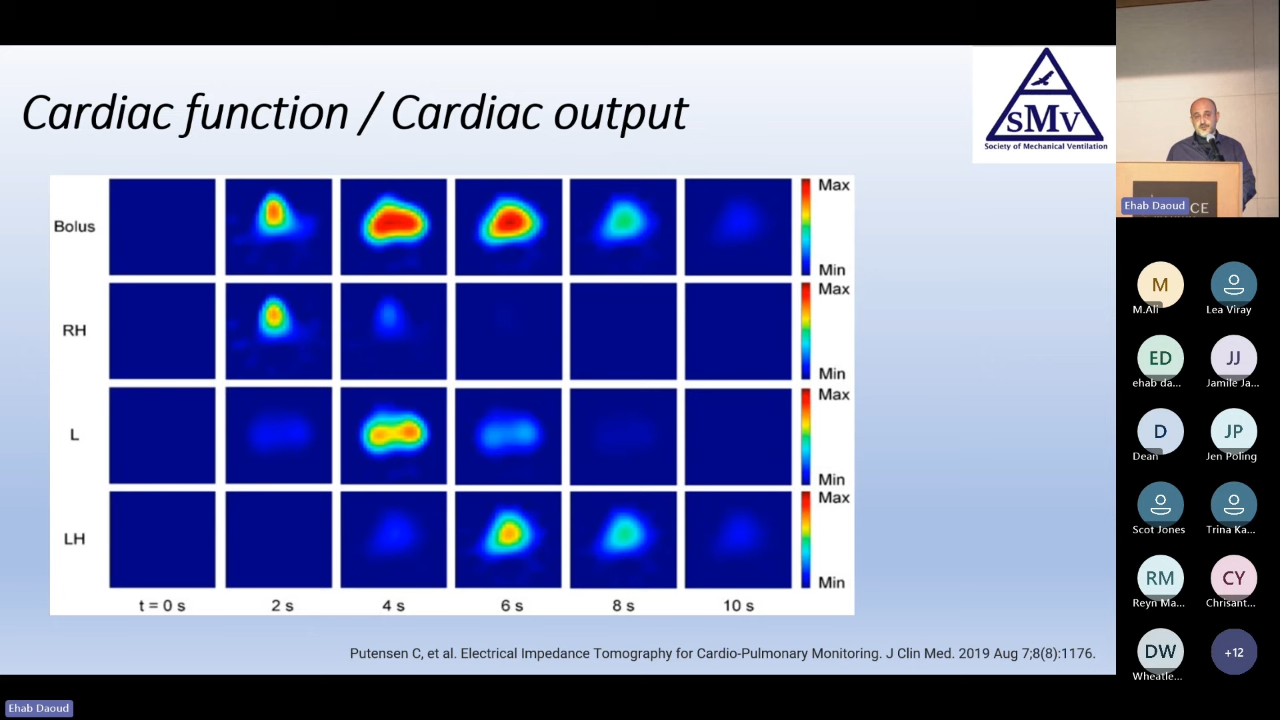 Cardiac function / Cardiac output
SMV
Society of Mechanical Ventilation
Bolus
Max
Min
RH
Max
Min
L
Max
Min
LH
Max
Min
t = 0 s
2 s
4 s
6 s
8 s
10 s
Putensen C, et al. Electrical Impedance Tomography for Cardio-Pulmonary Monitoring. J Clin Med. 2019 Aug 7;8(8):1176.
CE
Ehab Daoud
M
M.Ali
Lea Viray
ED
ehab da...
JJ
Jamile Ja...
D
Dean
JP
Jen Poling
Scot Jones
Trina Ka...
RM
Reyn Ma...
CY
Chrisant...
DW
Wheatle...
+12
Ehab Daoud